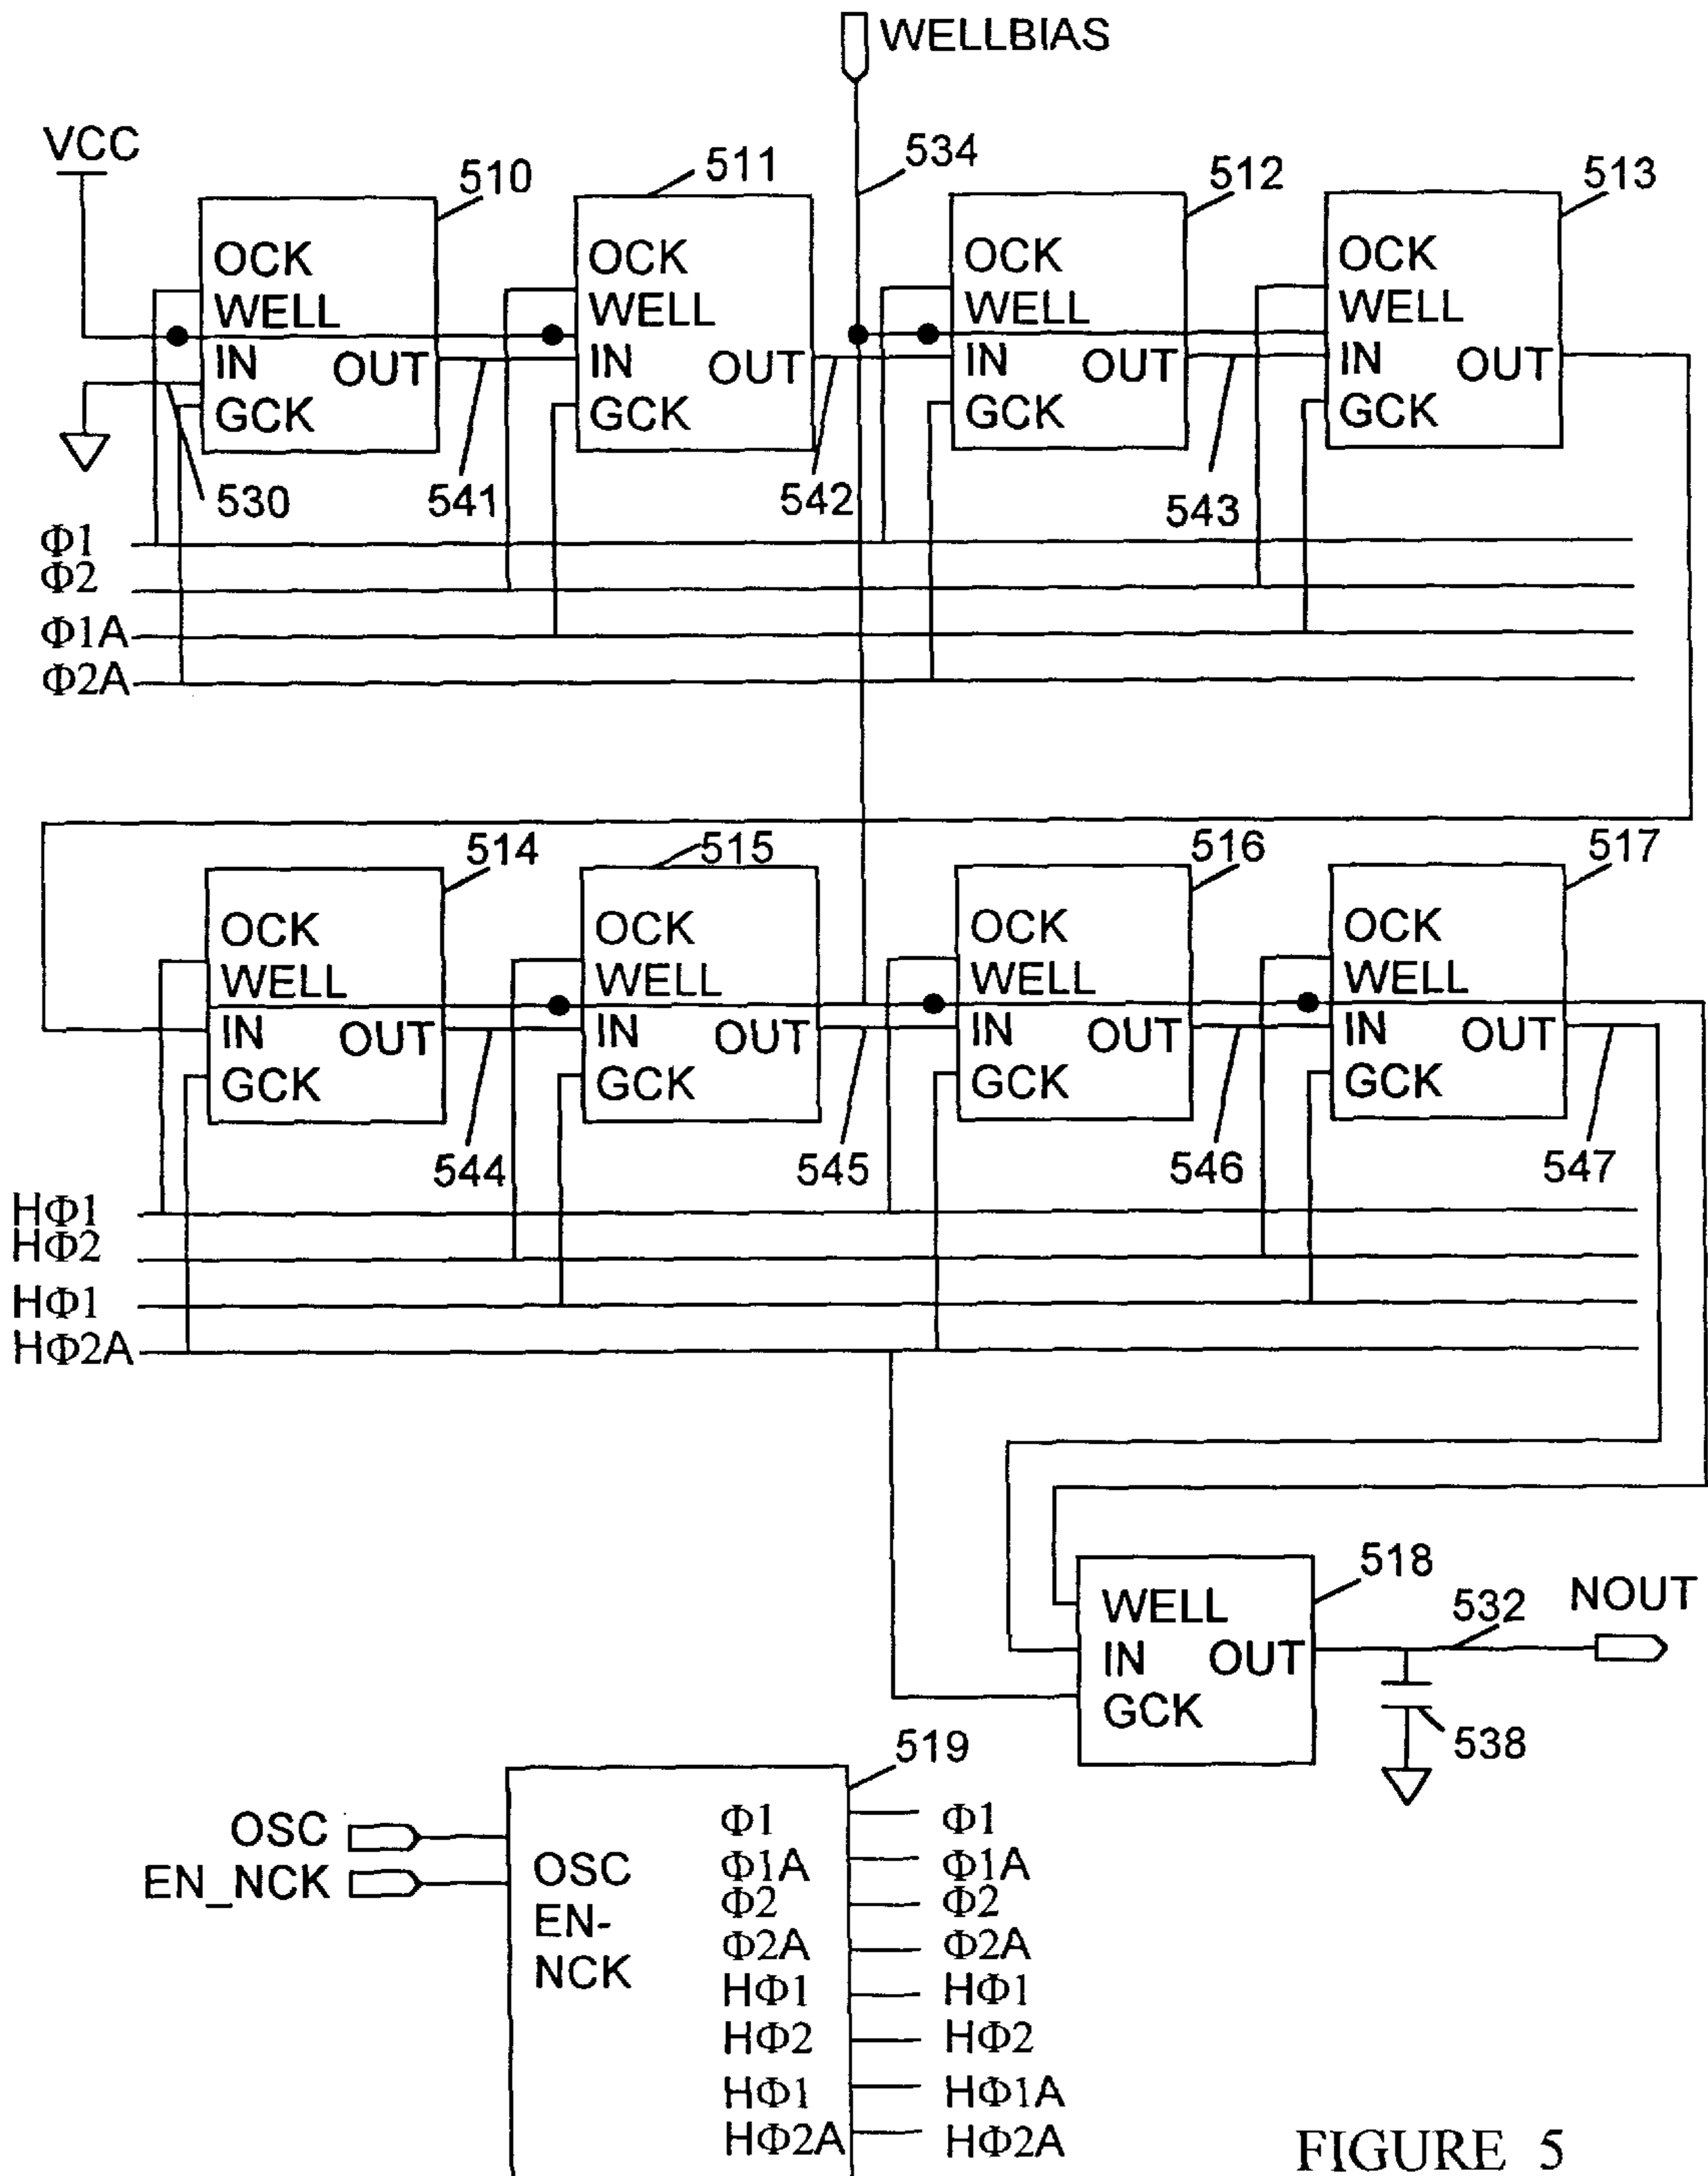 WELLBIAS
VCC
510
511
534
512
513
OCK
WELL
IN OUT
GCK
OCK
WELL
IN OUT
GCK
OCK
WELL
IN OUT
GCK
OCK
WELL
IN OUT
GCK
530
541
542
543
Φ1
Φ2
Φ1A
Φ2A
514
515
516
517
OCK
WELL
IN OUT
GCK
OCK
WELL
IN OUT
GCK
OCK
WELL
IN OUT
GCK
OCK
WELL
IN OUT
GCK
544
545
546
547
HΦ1
HΦ2
HΦ1
HΦ2A
518
WELL
IN OUT
GCK
532
NOUT
538
519
OSC
EN_NCK
OSC
EN-
NCK
Φ1 Φ1
Φ1A Φ1A
Φ2 Φ2
Φ2A Φ2A
HΦ1 HΦ1
HΦ2 HΦ2
HΦ1 HΦ1A
HΦ2A HΦ2A
FIGURE 5